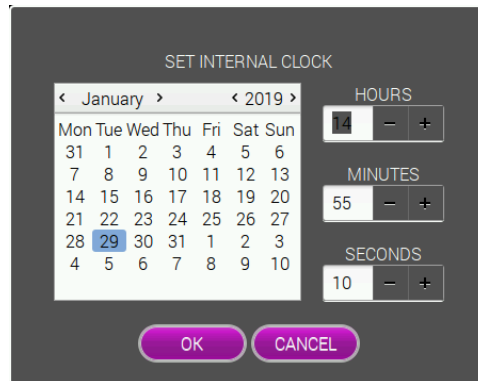 SET INTERNAL CLOCK
‹ January › ‹ 2019 ›
Mon Tue Wed Thu Fri Sat Sun
31 1 2 3 4 5 6
7 8 9 10 11 12 13
14 15 16 17 18 19 20
21 22 23 24 25 26 27
28 29 30 31 1 2 3
4 5 6 7 8 9 10
HOURS
14 − +
MINUTES
55 − +
SECONDS
10 − +
OK CANCEL